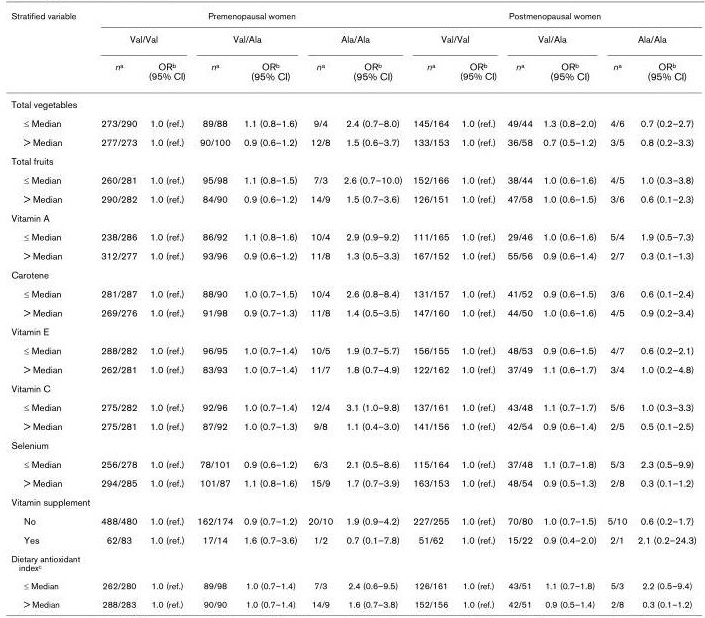 Stratified variable Premenopausal women Postmenopausal women
Val/Val Val/Ala Ala/Ala Val/Val Val/Ala Ala/Ala
nᵃ ORᵇ (95% CI) nᵃ ORᵇ (95% CI) nᵃ ORᵇ (95% CI) nᵃ ORᵇ (95% CI) nᵃ ORᵇ (95% CI) nᵃ ORᵇ (95% CI)
Total vegetables
≤ Median 273/290 1.0 (ref.) 89/88 1.1 (0.8–1.6) 9/4 2.4 (0.7–8.0) 145/164 1.0 (ref.) 49/44 1.3 (0.8–2.0) 4/6 0.7 (0.2–2.7)
> Median 277/273 1.0 (ref.) 90/100 0.9 (0.6–1.2) 12/8 1.5 (0.6–3.7) 133/153 1.0 (ref.) 36/58 0.7 (0.5–1.2) 3/5 0.8 (0.2–3.3)
Total fruits
≤ Median 260/281 1.0 (ref.) 95/98 1.1 (0.8–1.5) 7/3 2.6 (0.7–10.0) 152/166 1.0 (ref.) 38/44 1.0 (0.6–1.6) 4/5 1.0 (0.3–3.8)
> Median 290/282 1.0 (ref.) 84/90 0.9 (0.6–1.2) 14/9 1.5 (0.7–3.6) 126/151 1.0 (ref.) 47/58 1.0 (0.6–1.5) 3/6 0.6 (0.1–2.3)
Vitamin A
≤ Median 238/286 1.0 (ref.) 86/92 1.1 (0.8–1.6) 10/4 2.9 (0.9–9.2) 111/165 1.0 (ref.) 29/46 1.0 (0.6–1.6) 5/4 1.9 (0.5–7.3)
> Median 312/277 1.0 (ref.) 93/96 0.9 (0.6–1.2) 11/8 1.3 (0.5–3.3) 167/152 1.0 (ref.) 55/56 0.9 (0.6–1.4) 2/7 0.3 (0.1–1.3)
Carotene
≤ Median 281/287 1.0 (ref.) 88/90 1.0 (0.7–1.5) 10/4 2.6 (0.8–8.4) 131/157 1.0 (ref.) 41/52 0.9 (0.6–1.5) 3/6 0.6 (0.1–2.4)
> Median 269/276 1.0 (ref.) 91/98 0.9 (0.7–1.3) 11/8 1.4 (0.5–3.5) 147/160 1.0 (ref.) 44/50 1.0 (0.6–1.6) 4/5 0.9 (0.2–3.4)
Vitamin E
≤ Median 288/282 1.0 (ref.) 96/95 1.0 (0.7–1.4) 10/5 1.9 (0.7–5.7) 156/155 1.0 (ref.) 48/53 0.9 (0.6–1.5) 4/7 0.6 (0.2–2.1)
> Median 262/281 1.0 (ref.) 83/93 1.0 (0.7–1.4) 11/7 1.8 (0.7–4.9) 122/162 1.0 (ref.) 37/49 1.1 (0.6–1.7) 3/4 1.0 (0.2–4.8)
Vitamin C
≤ Median 275/282 1.0 (ref.) 92/96 1.0 (0.7–1.4) 12/4 3.1 (1.0–9.8) 137/161 1.0 (ref.) 43/48 1.1 (0.7–1.7) 5/6 1.0 (0.3–3.3)
> Median 275/281 1.0 (ref.) 87/92 1.0 (0.7–1.3) 9/8 1.1 (0.4–3.0) 141/156 1.0 (ref.) 42/54 0.9 (0.6–1.4) 2/5 0.5 (0.1–2.5)
Selenium
≤ Median 256/278 1.0 (ref.) 78/101 0.9 (0.6–1.2) 6/3 2.1 (0.5–8.6) 115/164 1.0 (ref.) 37/48 1.1 (0.7–1.8) 5/3 2.3 (0.5–9.9)
> Median 294/285 1.0 (ref.) 101/87 1.1 (0.8–1.6) 15/9 1.7 (0.7–3.9) 163/153 1.0 (ref.) 48/54 0.9 (0.5–1.3) 2/8 0.3 (0.1–1.2)
Vitamin supplement
No 488/480 1.0 (ref.) 162/174 0.9 (0.7–1.2) 20/10 1.9 (0.9–4.2) 227/255 1.0 (ref.) 70/80 1.0 (0.7–1.5) 5/10 0.6 (0.2–1.7)
Yes 62/83 1.0 (ref.) 17/14 1.6 (0.7–3.6) 1/2 0.7 (0.1–7.8) 51/62 1.0 (ref.) 15/22 0.9 (0.4–2.0) 2/1 2.1 (0.2–24.3)
Dietary antioxidant
indexᶜ
≤ Median 262/280 1.0 (ref.) 89/98 1.0 (0.7–1.4) 7/3 2.4 (0.6–9.5) 126/161 1.0 (ref.) 43/51 1.1 (0.7–1.8) 5/3 2.2 (0.5–9.4)
> Median 288/283 1.0 (ref.) 90/90 1.0 (0.7–1.4) 14/9 1.6 (0.7–3.8) 152/156 1.0 (ref.) 42/51 0.9 (0.5–1.4) 2/8 0.3 (0.1–1.2)